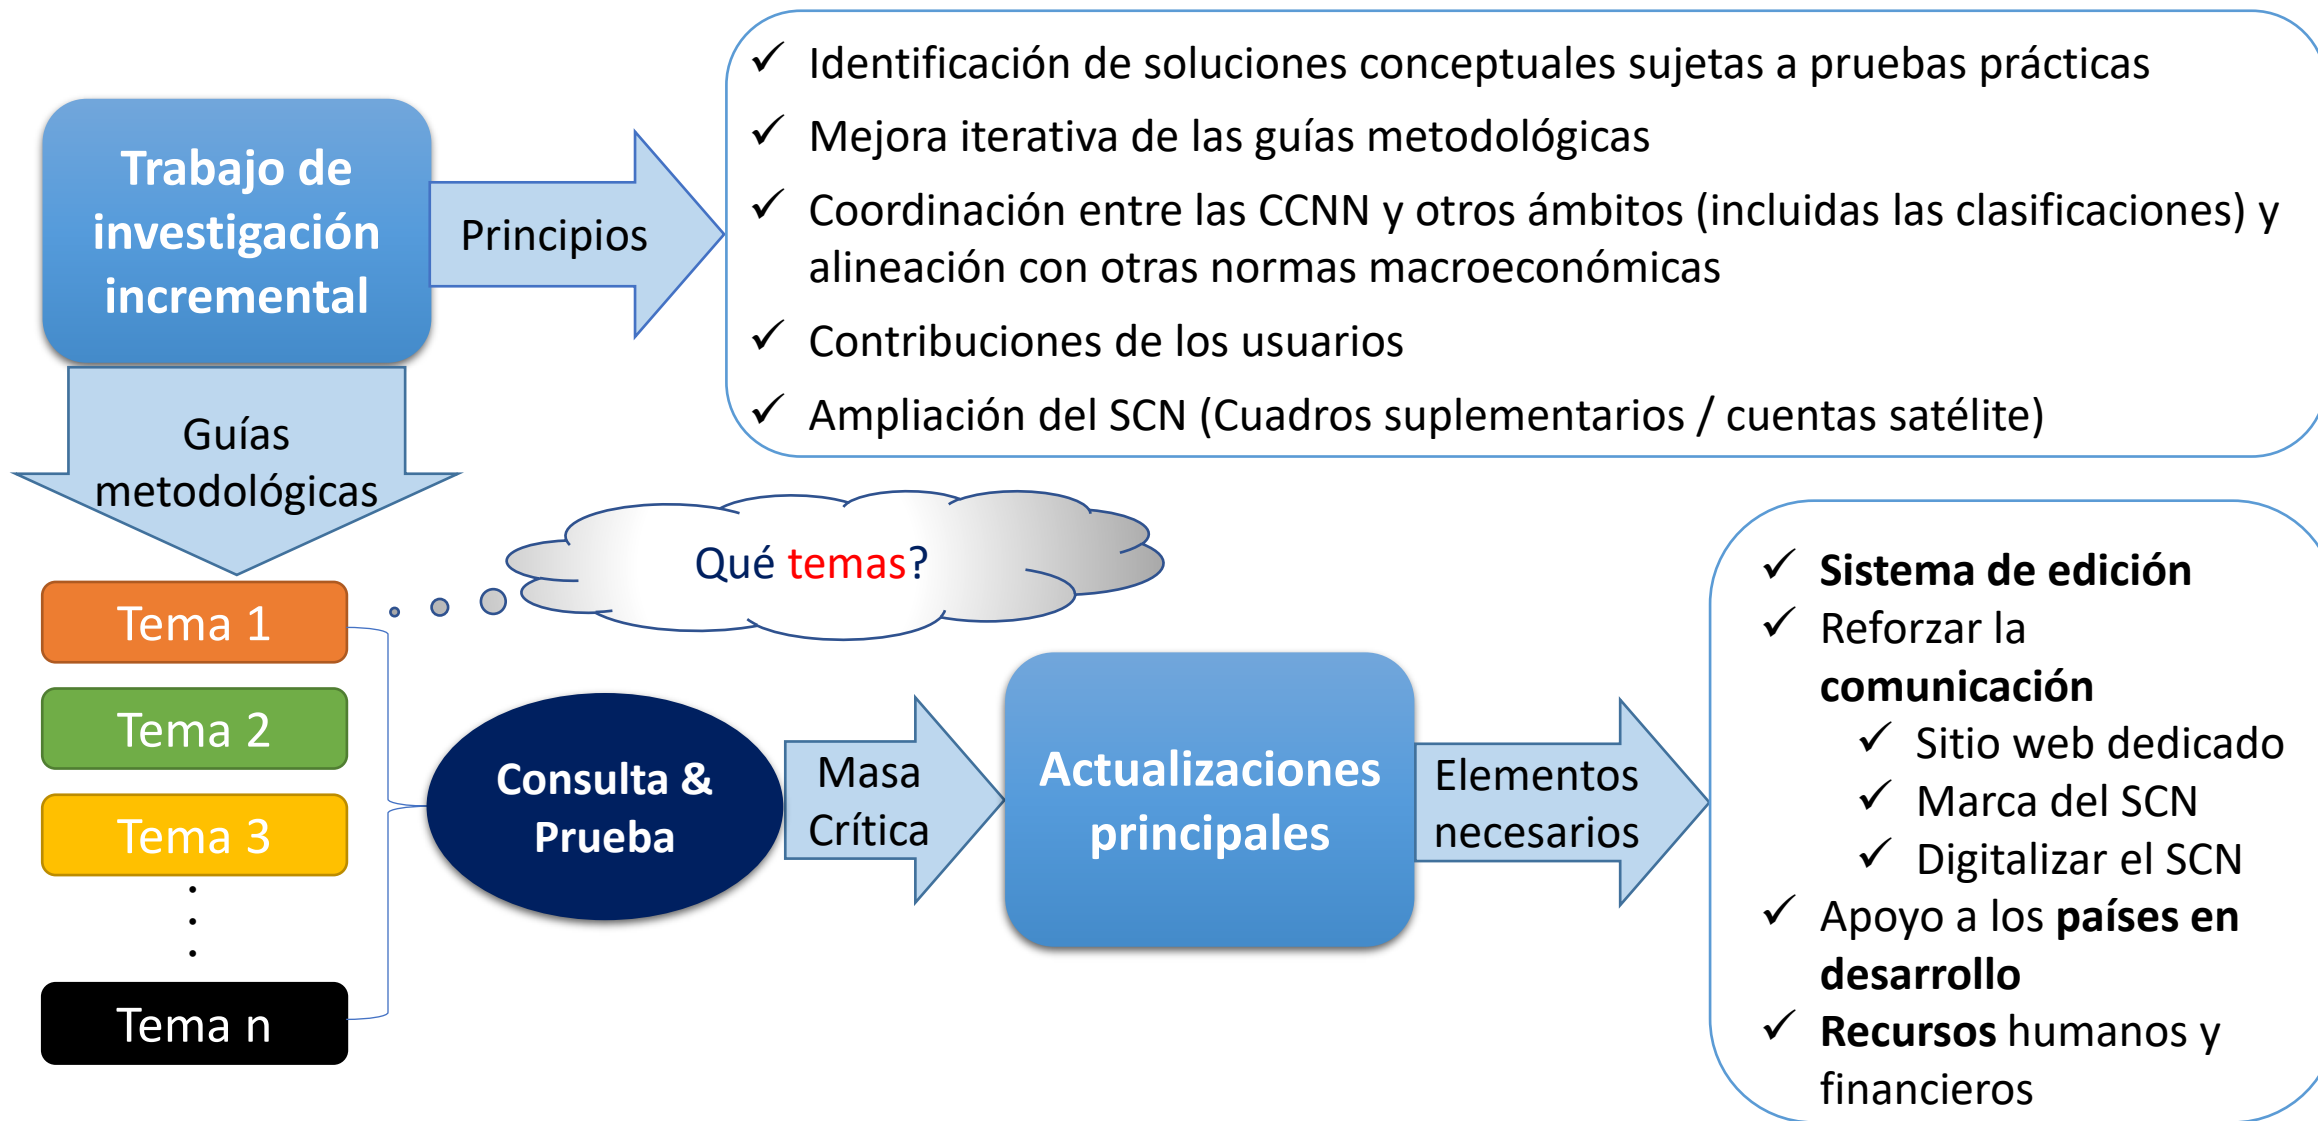 Trabajo de
investigación
incremental
Principios
✓ Identificación de soluciones conceptuales sujetas a pruebas prácticas
✓ Mejora iterativa de las guías metodológicas
✓ Coordinación entre las CCNN y otros ámbitos (incluidas las clasificaciones) y
alineación con otras normas macroeconómicas
✓ Contribuciones de los usuarios
✓ Ampliación del SCN (Cuadros suplementarios / cuentas satélite)
Guías
metodológicas
Qué temas?
Tema 1
Tema 2
Tema 3
.
.
.
Tema n
Consulta &
Prueba
Masa
Crítica
Actualizaciones
principales
Elementos
necesarios
✓ Sistema de edición
✓ Reforzar la
comunicación
✓ Sitio web dedicado
✓ Marca del SCN
✓ Digitalizar el SCN
✓ Apoyo a los países en
desarrollo
✓ Recursos humanos y
financieros